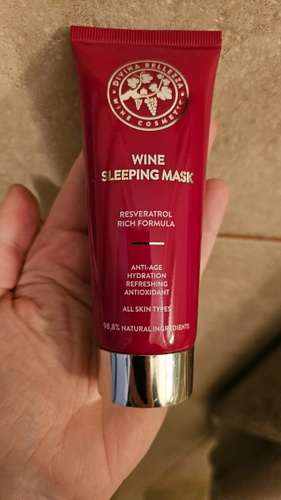 DIVINA BELLEZZA
WINE COSMETIC
WINE
SLEEPING MASK
RESVERATROL
RICH FORMULA
ANTI-AGE
HYDRATION
REFRESHING
ANTIOXIDANT
ALL SKIN TYPES
98,8% NATURAL INGREDIENTS